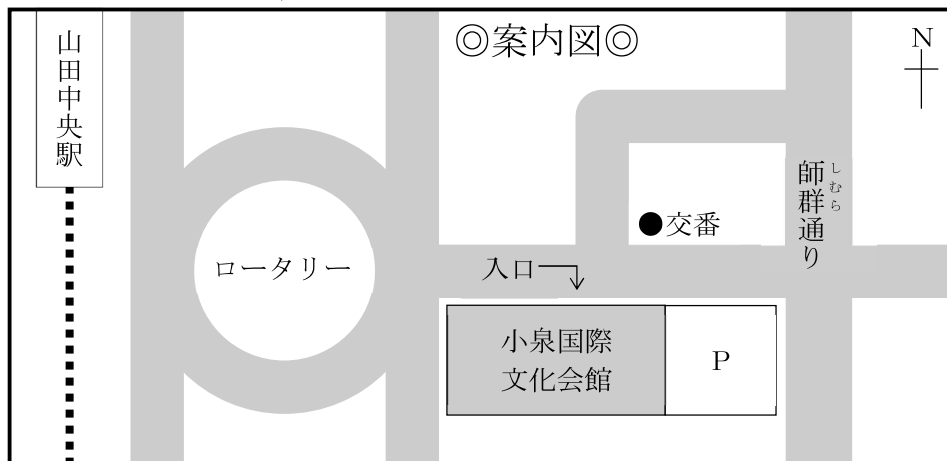 ◎案内図◎
N
山田中央駅
師群通り
しむら
●交番
ロータリー
入口
小泉国際
文化会館
P